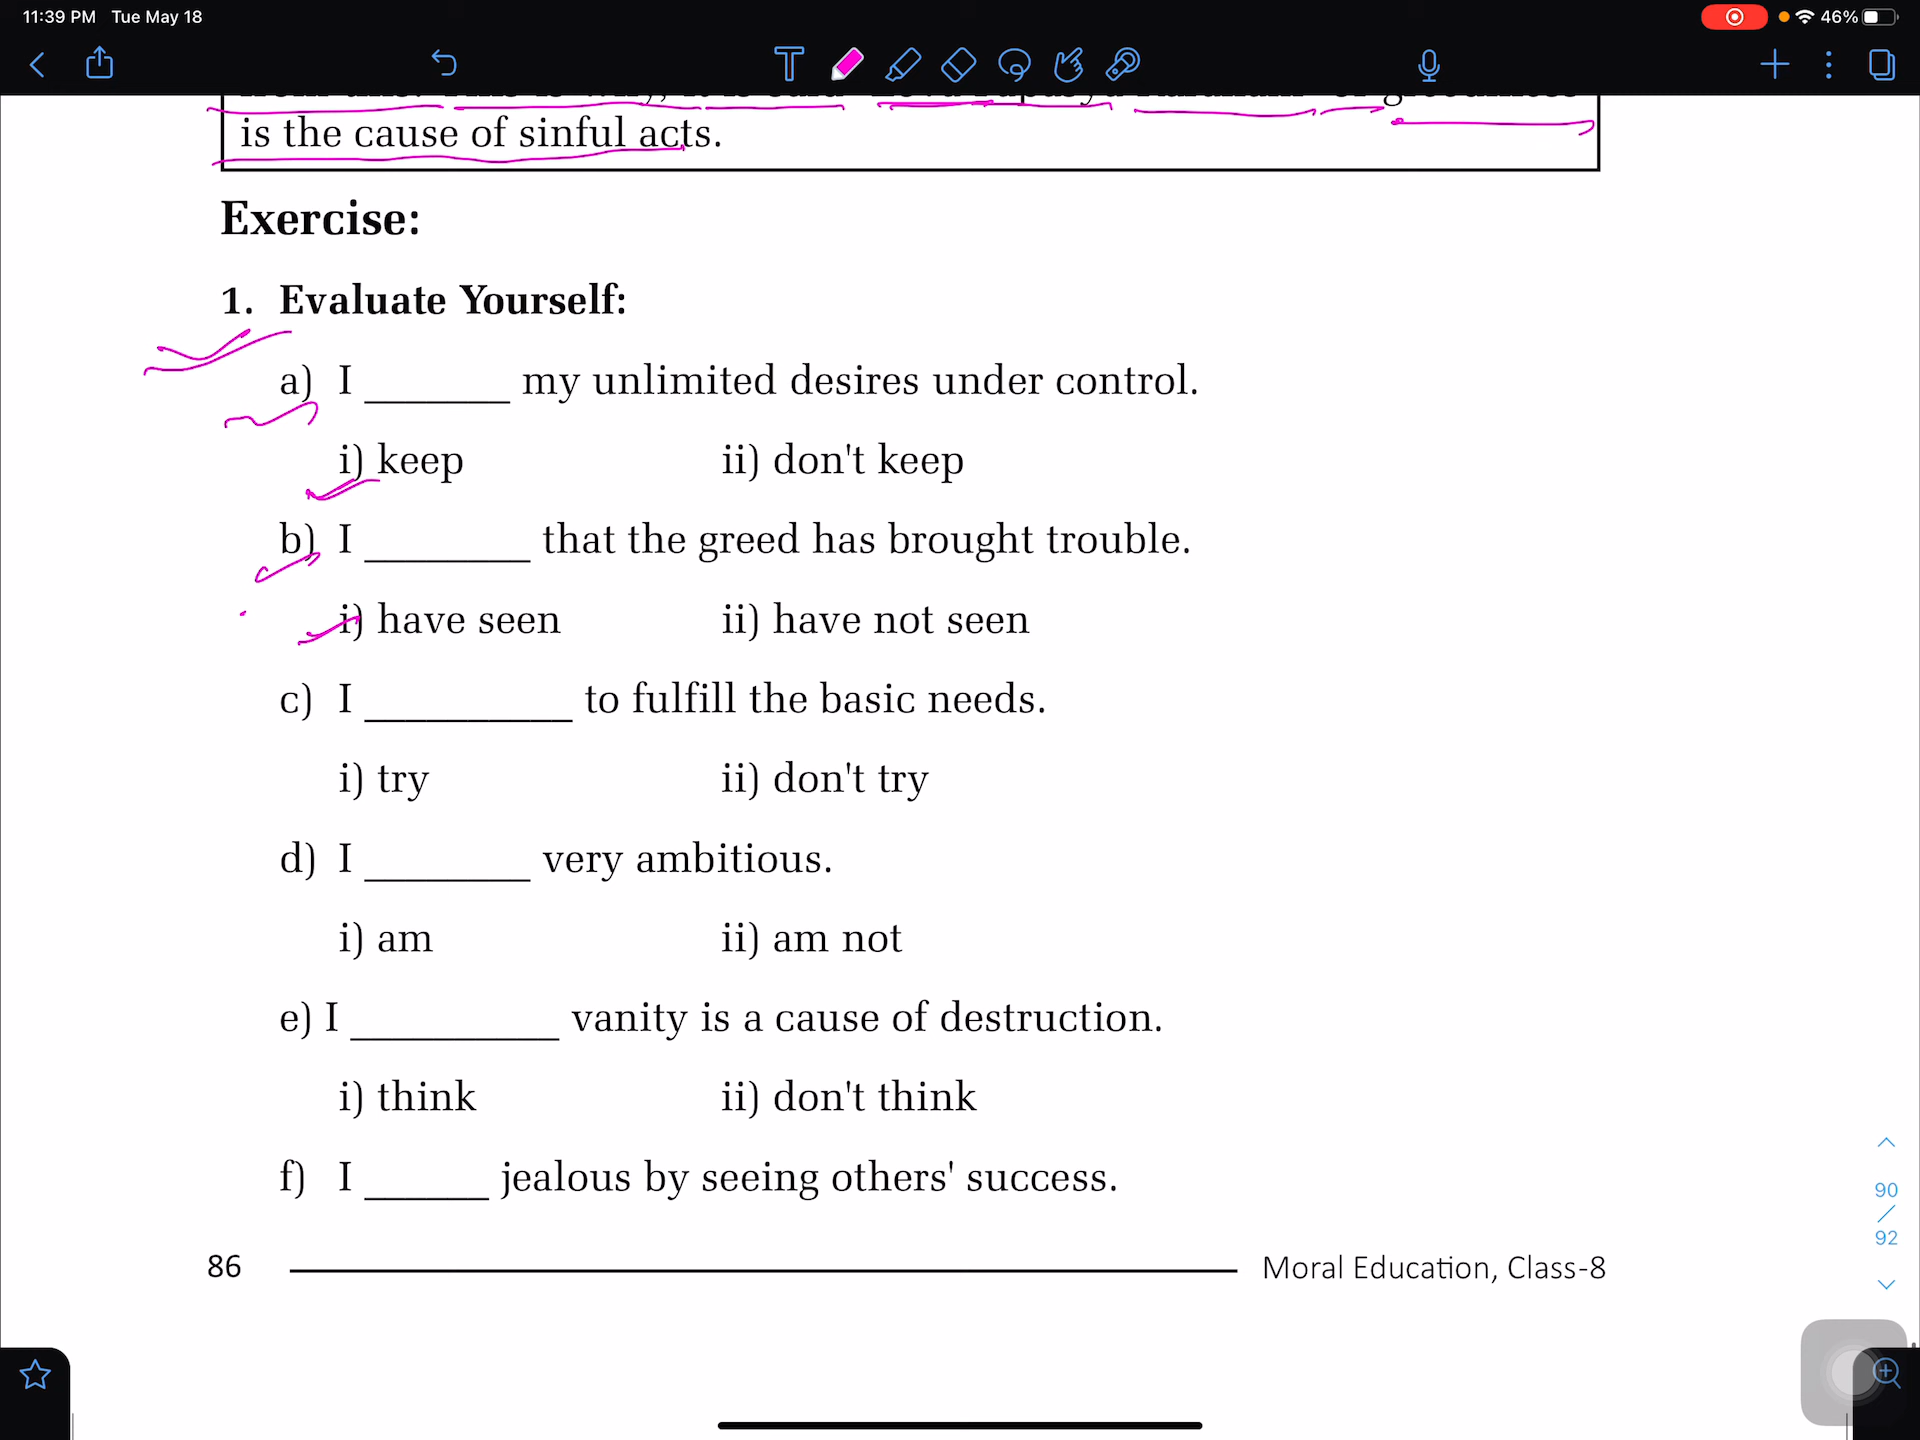 11:39 PM Tue May 18
46%
is the cause of sinful acts.
Exercise:
1. Evaluate Yourself:
a) I _______ my unlimited desires under control.
i) keep ii) don't keep
b) I ________ that the greed has brought trouble.
i) have seen ii) have not seen
c) I __________ to fulfill the basic needs.
i) try ii) don't try
d) I ________ very ambitious.
i) am ii) am not
e) I __________ vanity is a cause of destruction.
i) think ii) don't think
f) I ______ jealous by seeing others' success.
90
/
92
86 Moral Education, Class-8